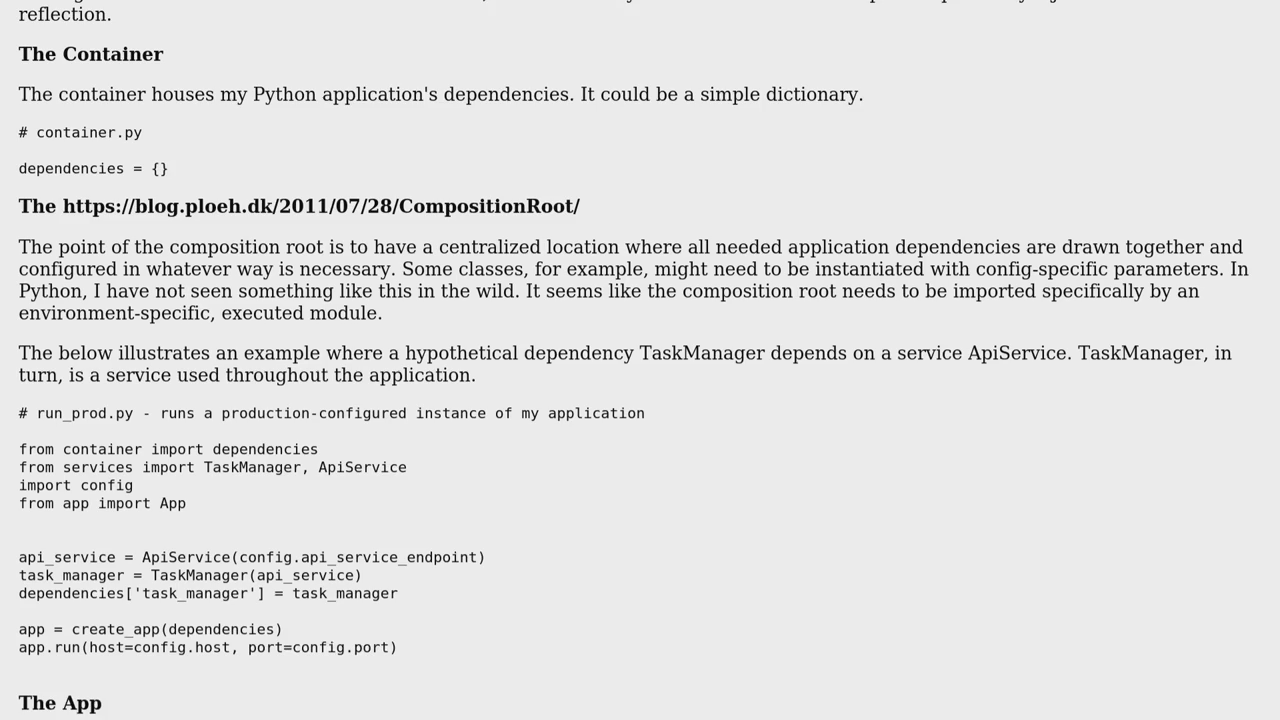 reflection.
The Container
The container houses my Python application's dependencies. It could be a simple dictionary.
# container.py
dependencies = {}
The https://blog.ploeh.dk/2011/07/28/CompositionRoot/
The point of the composition root is to have a centralized location where all needed application dependencies are drawn together and
configured in whatever way is necessary. Some classes, for example, might need to be instantiated with config-specific parameters. In
Python, I have not seen something like this in the wild. It seems like the composition root needs to be imported specifically by an
environment-specific, executed module.
The below illustrates an example where a hypothetical dependency TaskManager depends on a service ApiService. TaskManager, in
turn, is a service used throughout the application.
# run_prod.py - runs a production-configured instance of my application
from container import dependencies
from services import TaskManager, ApiService
import config
from app import App
api_service = ApiService(config.api_service_endpoint)
task_manager = TaskManager(api_service)
dependencies['task_manager'] = task_manager
app = create_app(dependencies)
app.run(host=config.host, port=config.port)
The App